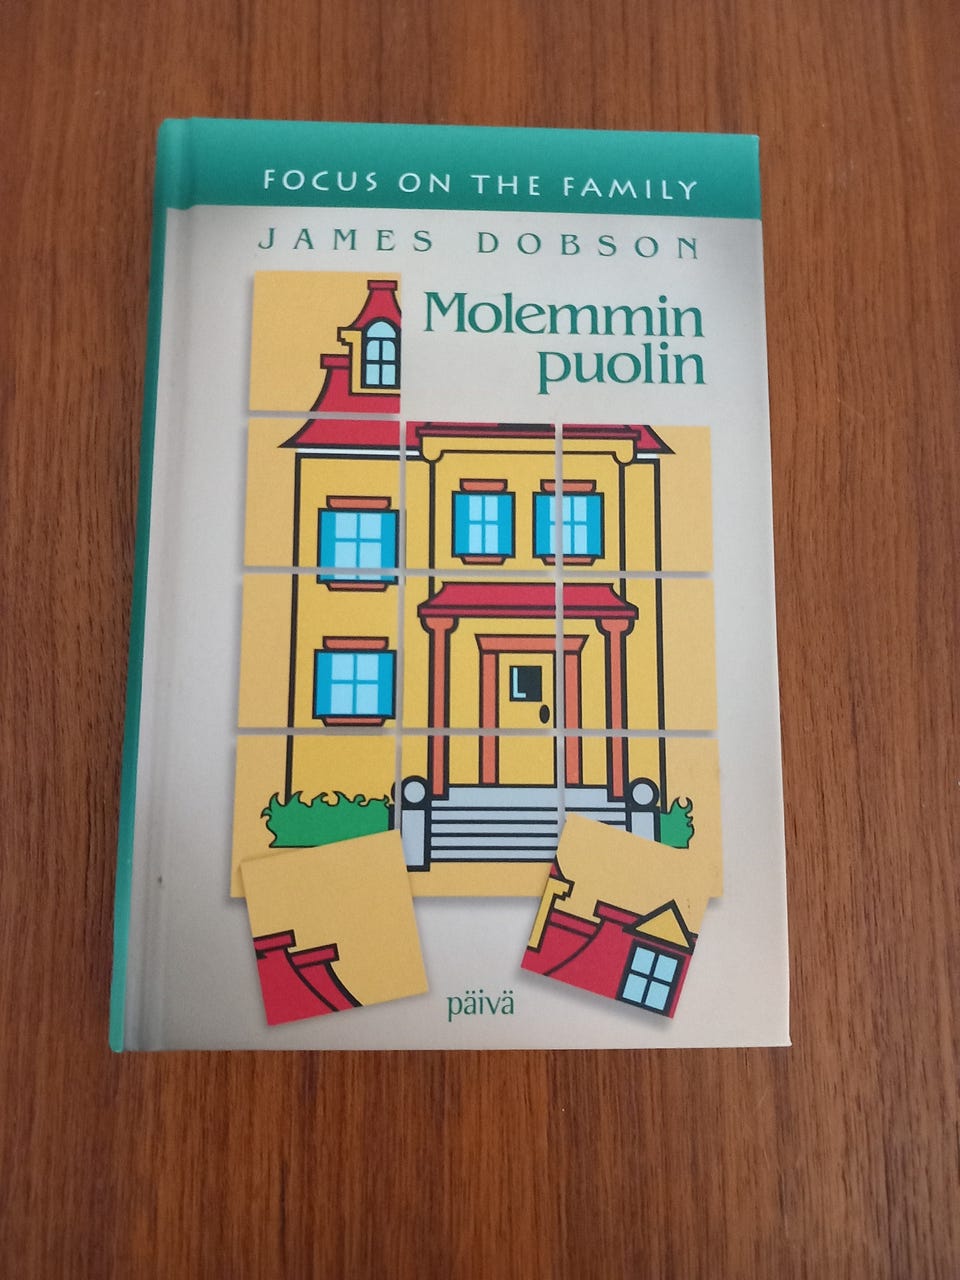 FOCUS ON THE FAMILY
JAMES DOBSON
Molemmin
puolin
päivä